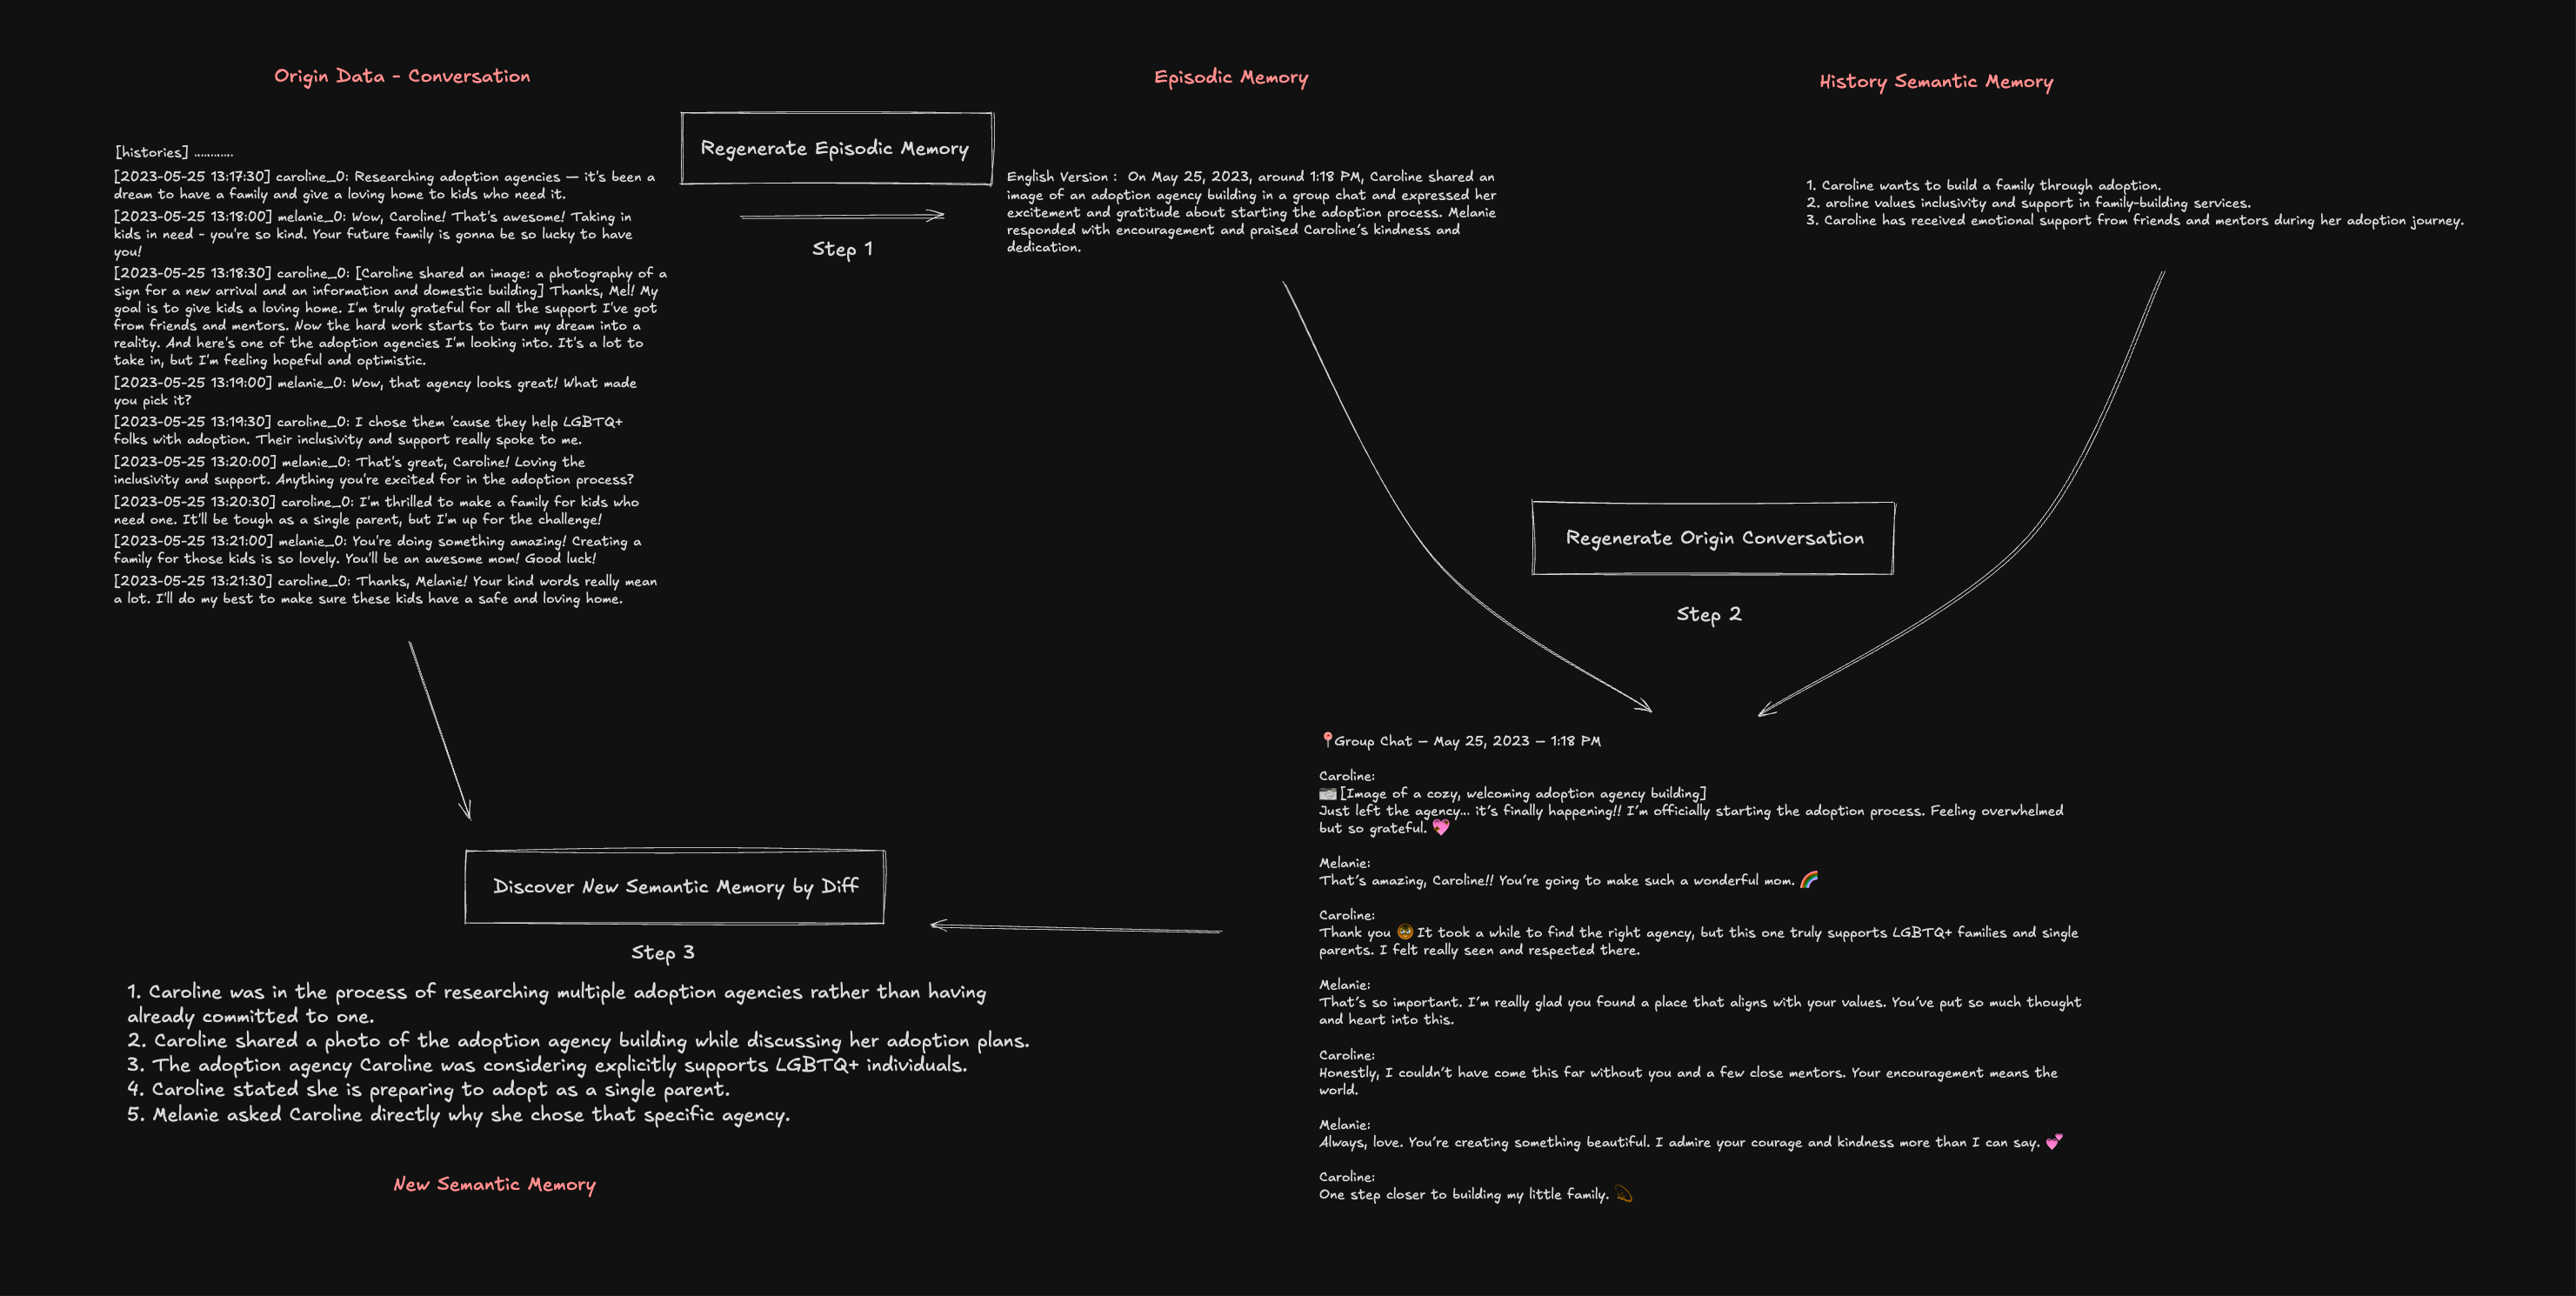 Origin Data - Conversation
[histories] ............
[2023-05-25 13:17:30] caroline_0: Researching adoption agencies — it's been a
dream to have a family and give a loving home to kids who need it.
[2023-05-25 13:18:00] melanie_0: Wow, Caroline! That's awesome! Taking in
kids in need - you're so kind. Your future family is gonna be so lucky to have
you!
[2023-05-25 13:18:30] caroline_0: [Caroline shared an image: a photography of a
sign for a new arrival and an information and domestic building] Thanks, Mel! My
goal is to give kids a loving home. I'm truly grateful for all the support I've got
from friends and mentors. Now the hard work starts to turn my dream into a
reality. And here's one of the adoption agencies I'm looking into. It's a lot to
take in, but I'm feeling hopeful and optimistic.
[2023-05-25 13:19:00] melanie_0: Wow, that agency looks great! What made
you pick it?
[2023-05-25 13:19:30] caroline_0: I chose them 'cause they help LGBTQ+
folks with adoption. Their inclusivity and support really spoke to me.
[2023-05-25 13:20:00] melanie_0: That's great, Caroline! Loving the
inclusivity and support. Anything you're excited for in the adoption process?
[2023-05-25 13:20:30] caroline_0: I'm thrilled to make a family for kids who
need one. It'll be tough as a single parent, but I'm up for the challenge!
[2023-05-25 13:21:00] melanie_0: You're doing something amazing! Creating a
family for those kids is so lovely. You'll be an awesome mom! Good luck!
[2023-05-25 13:21:30] caroline_0: Thanks, Melanie! Your kind words really mean
a lot. I'll do my best to make sure these kids have a safe and loving home.
Regenerate Episodic Memory
Step 1
Episodic Memory
English Version : On May 25, 2023, around 1:18 PM, Caroline shared an
image of an adoption agency building in a group chat and expressed her
excitement and gratitude about starting the adoption process. Melanie
responded with encouragement and praised Caroline's kindness and
dedication.
History Semantic Memory
1. Caroline wants to build a family through adoption.
2. aroline values inclusivity and support in family-building services.
3. Caroline has received emotional support from friends and mentors during her adoption journey.
Regenerate Origin Conversation
Step 2
📍Group Chat – May 25, 2023 – 1:18 PM
Caroline:
📷 [Image of a cozy, welcoming adoption agency building]
Just left the agency... it's finally happening!! I'm officially starting the adoption process. Feeling overwhelmed
but so grateful. 💖
Melanie:
That's amazing, Caroline!! You're going to make such a wonderful mom. 🌈
Caroline:
Thank you 🥹 It took a while to find the right agency, but this one truly supports LGBTQ+ families and single
parents. I felt really seen and respected there.
Melanie:
That's so important. I'm really glad you found a place that aligns with your values. You've put so much thought
and heart into this.
Caroline:
Honestly, I couldn't have come this far without you and a few close mentors. Your encouragement means the
world.
Melanie:
Always, love. You're creating something beautiful. I admire your courage and kindness more than I can say. 💕
Caroline:
One step closer to building my little family. 💫
Discover New Semantic Memory by Diff
Step 3
1. Caroline was in the process of researching multiple adoption agencies rather than having
already committed to one.
2. Caroline shared a photo of the adoption agency building while discussing her adoption plans.
3. The adoption agency Caroline was considering explicitly supports LGBTQ+ individuals.
4. Caroline stated she is preparing to adopt as a single parent.
5. Melanie asked Caroline directly why she chose that specific agency.
New Semantic Memory